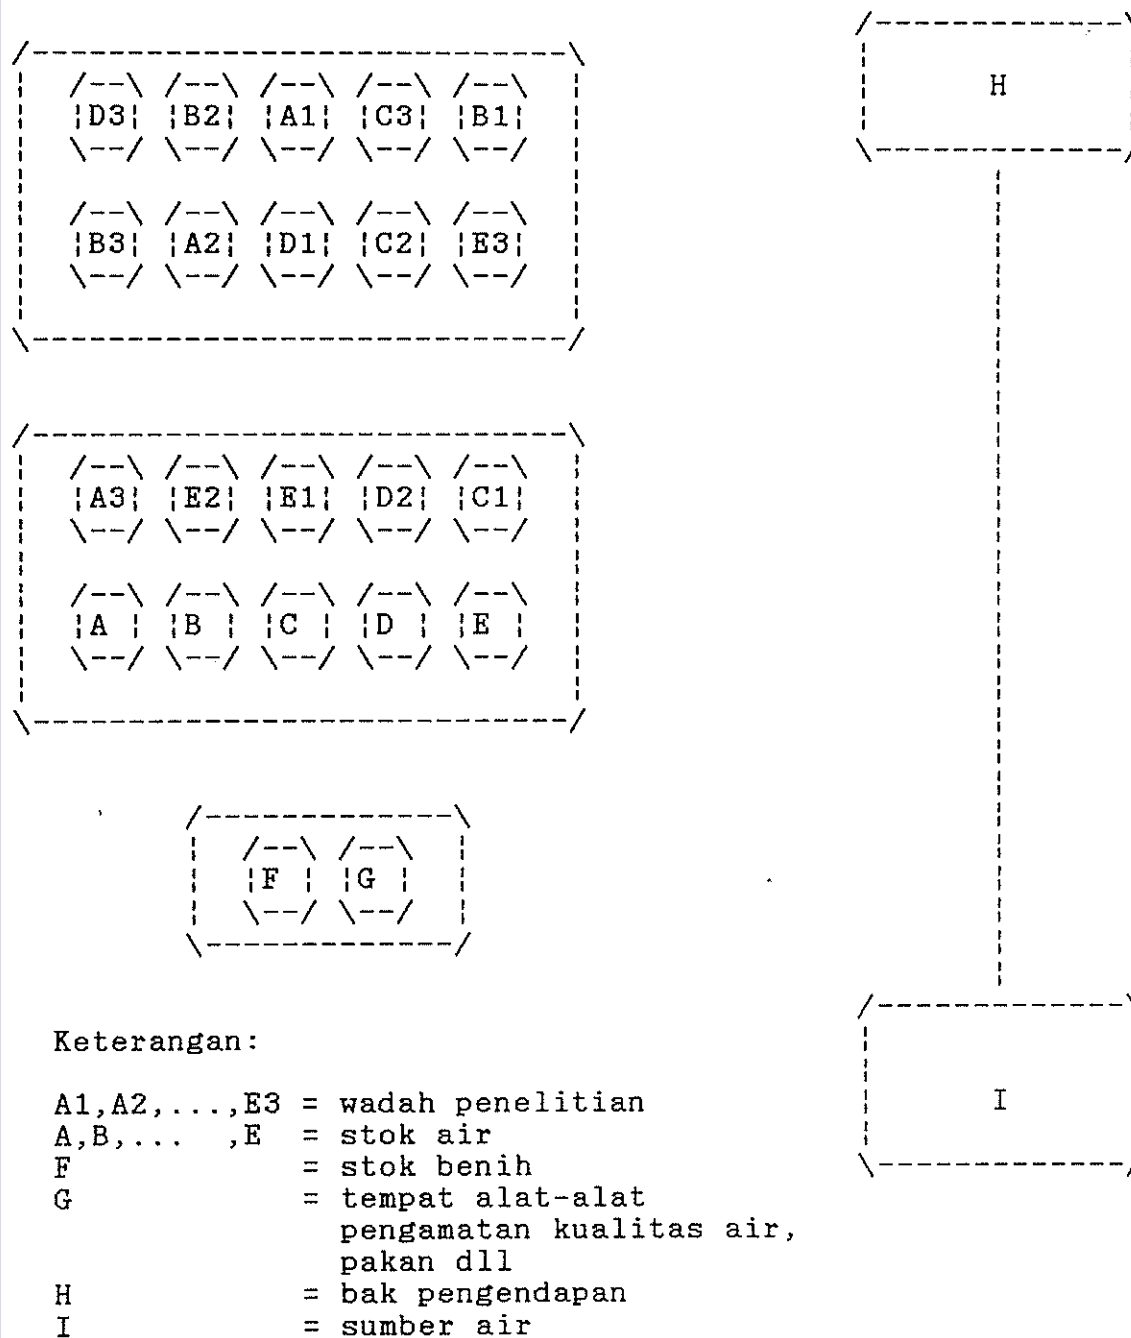 H
D3 B2 A1 C3 B1
B3 A2 D1 C2 E3
A3 E2 E1 D2 C1
A B C D E
F G
I
Keterangan:
A1,A2,...,E3 = wadah penelitian
A,B,... ,E = stok air
F = stok benih
G = tempat alat-alat
pengamatan kualitas air,
pakan dll
H = bak pengendapan
I = sumber air